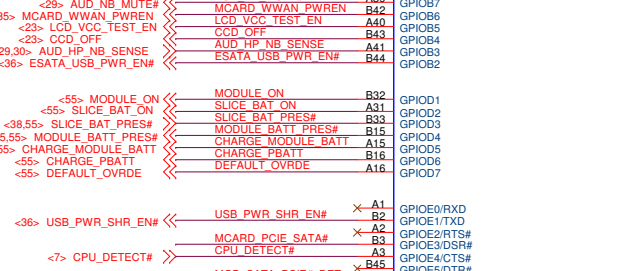 <29> AUD_NB_MUTE# GPIOB7
MCARD_WWAN_PWREN MCARD_WWAN_PWREN B42 GPIOB6
<23> LCD_VCC_TEST_EN LCD_VCC_TEST_EN A40 GPIOB5
<23> CCD_OFF CCD_OFF B43 GPIOB4
29,30> AUD_HP_NB_SENSE AUD_HP_NB_SENSE A41 GPIOB3
<36> ESATA_USB_PWR_EN# ESATA_USB_PWR_EN# B44 GPIOB2
<55> MODULE_ON MODULE_ON B32 GPIOD1
<55> SLICE_BAT_ON SLICE_BAT_ON A31 GPIOD2
<38,55> SLICE_BAT_PRES# SLICE_BAT_PRES# B33 GPIOD3
5,55> MODULE_BATT_PRES# MODULE_BATT_PRES# B15 GPIOD4
55> CHARGE_MODULE_BATT CHARGE_MODULE_BATT A15 GPIOD5
<55> CHARGE_PBATT CHARGE_PBATT B16 GPIOD6
<55> DEFAULT_OVRDE DEFAULT_OVRDE A16 GPIOD7
A1 GPIOE0/RXD
<36> USB_PWR_SHR_EN# USB_PWR_SHR_EN# B2 GPIOE1/TXD
A2 GPIOE2/RTS#
MCARD_PCIE_SATA# B3 GPIOE3/DSR#
<7> CPU_DETECT# CPU_DETECT# A3 GPIOE4/CTS#
B45 GPIOE5/DTR#